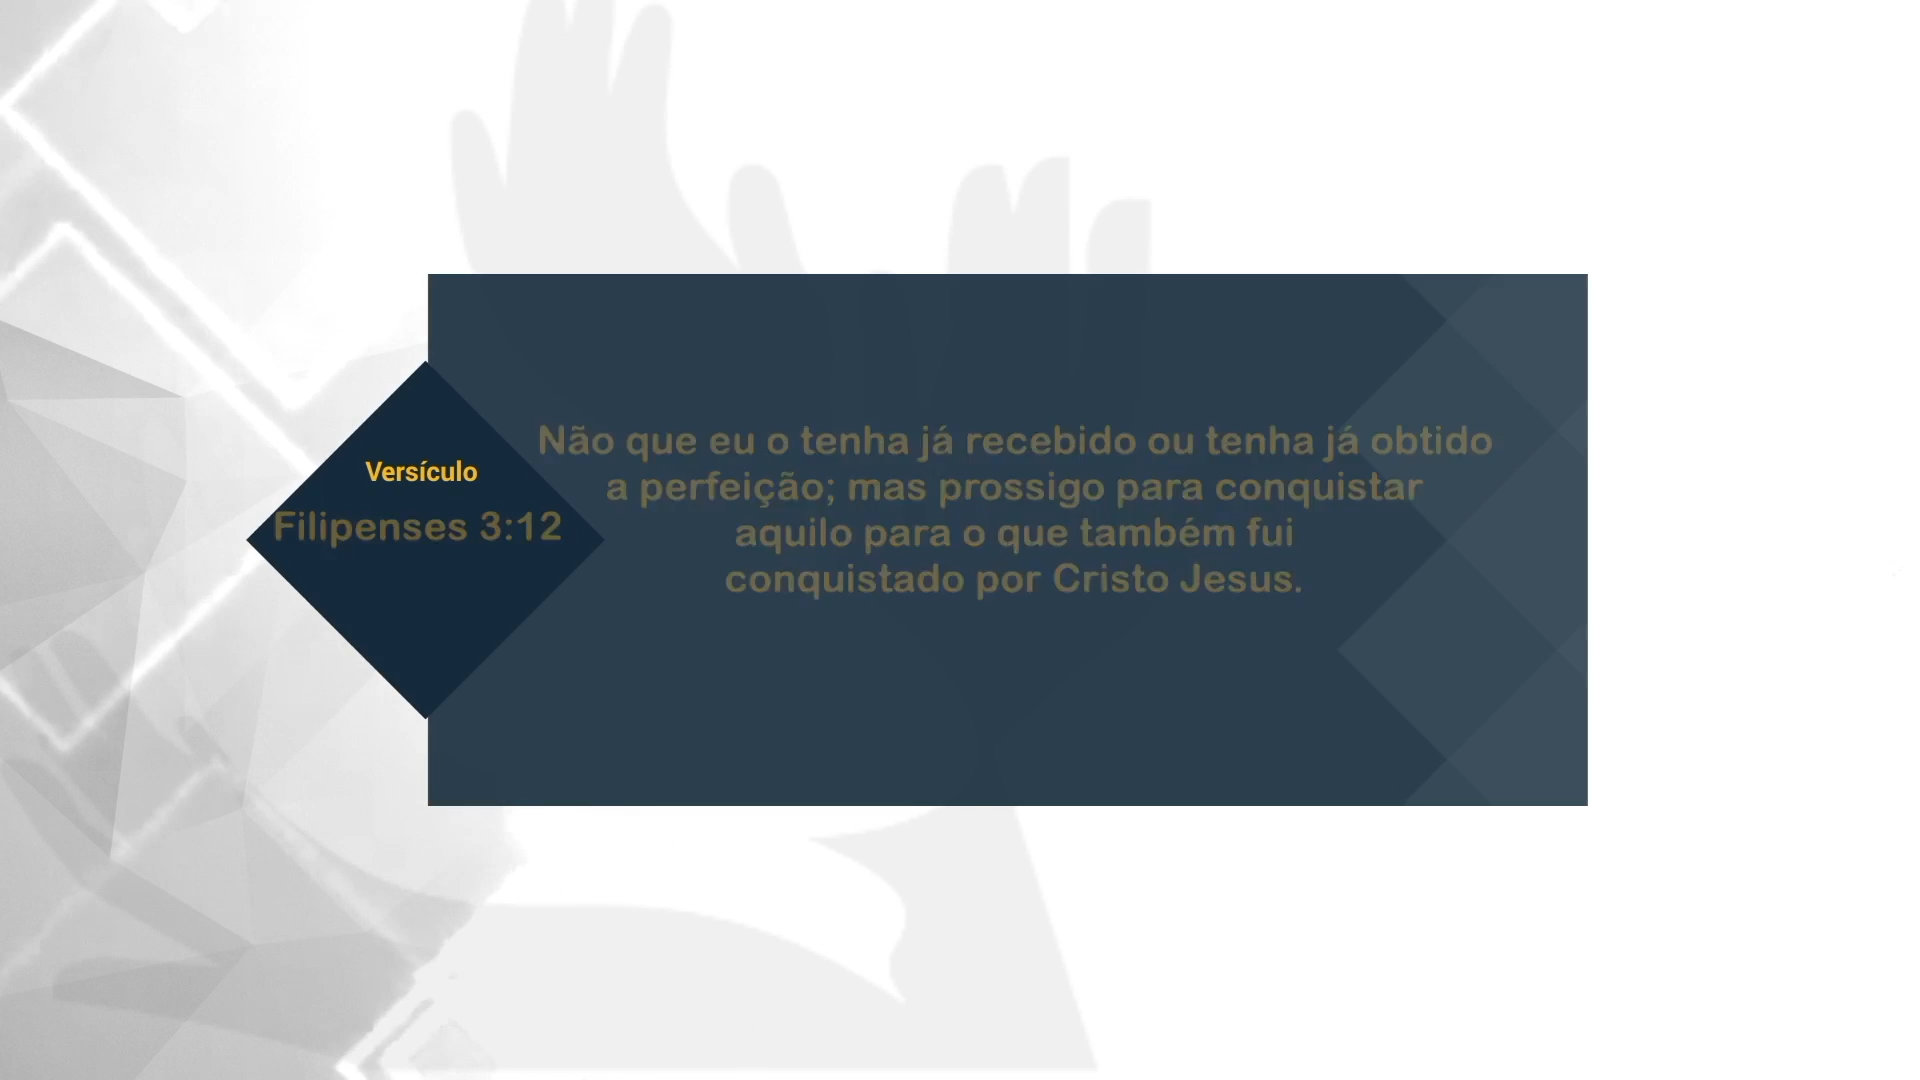 Versículo
Filipenses 3:12
Não que eu o tenha já recebido ou tenha já obtido
a perfeição; mas prossigo para conquistar
aquilo para o que também fui
conquistado por Cristo Jesus.